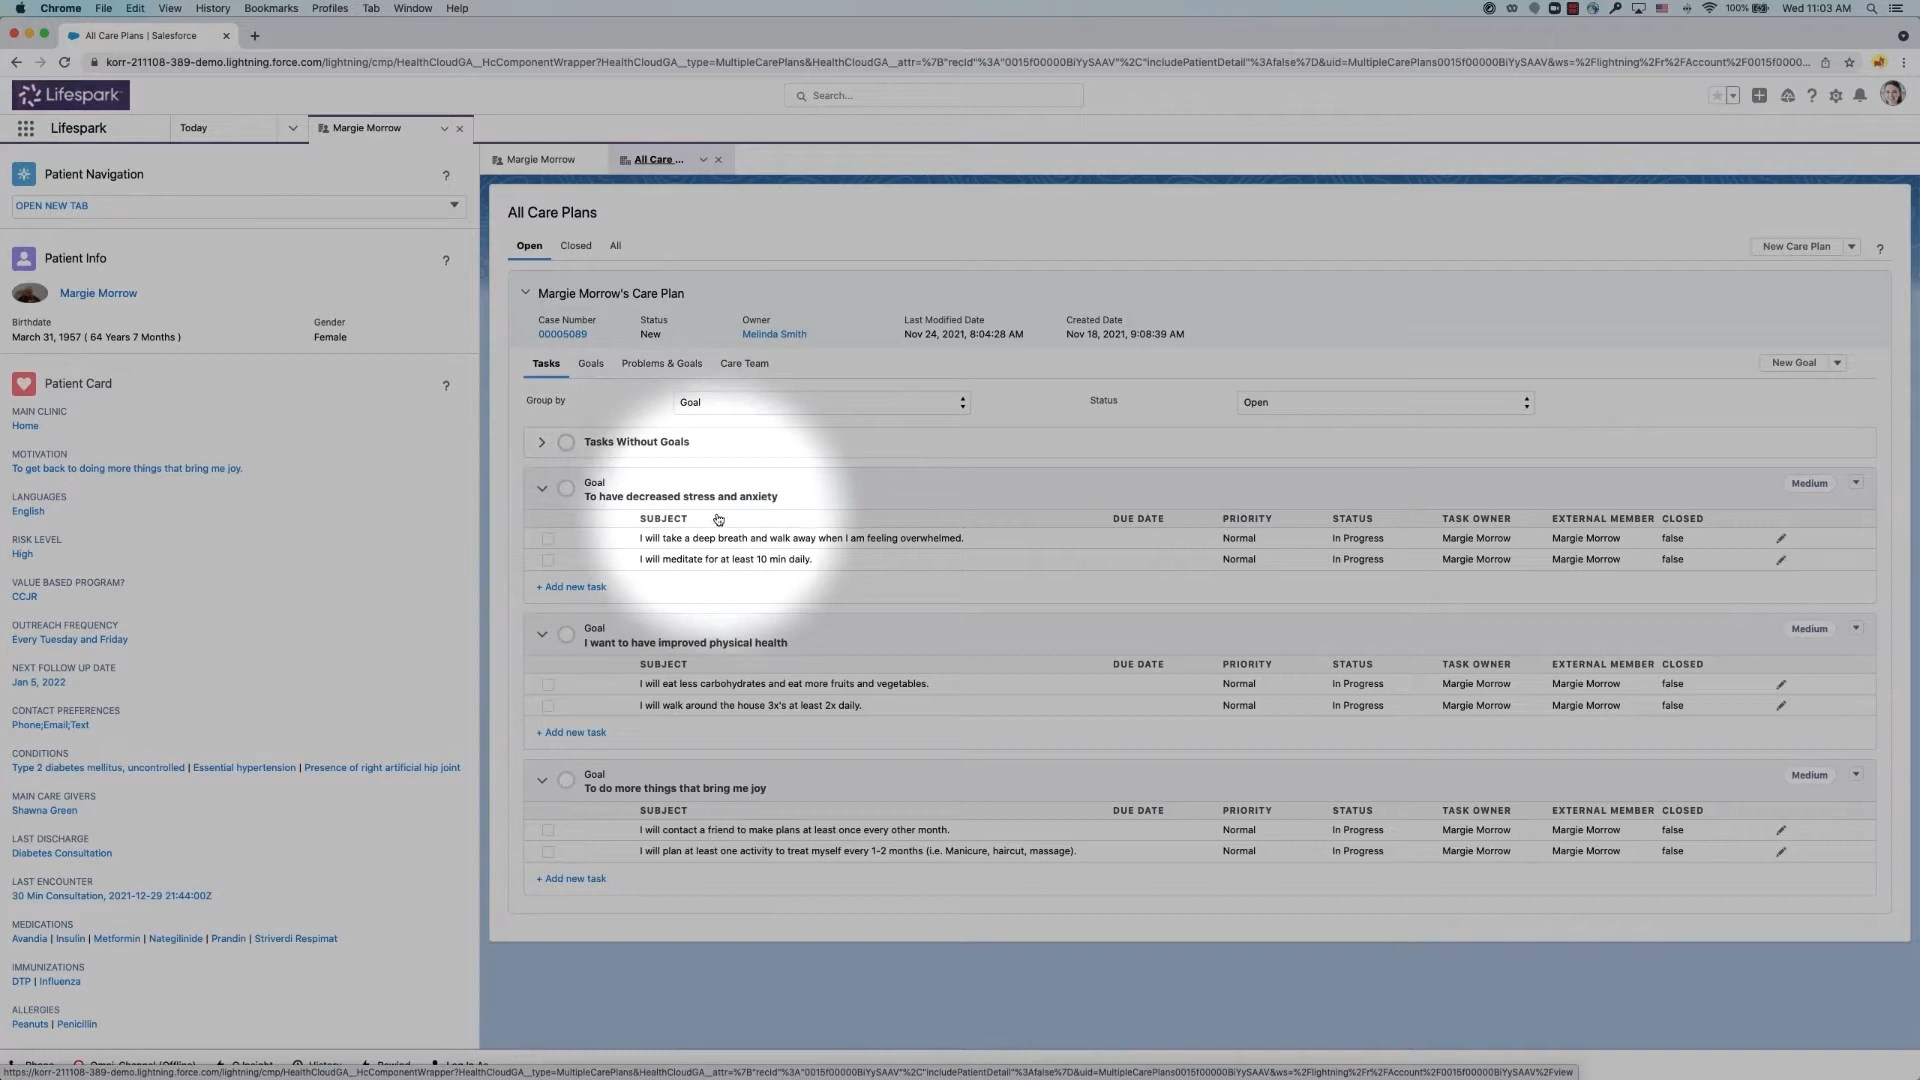 Chrome File Edit View History Bookmarks Profiles Tab Window Help 100% Wed 11:03 AM
All Care Plans | Salesforce
korr-211108-389-demo.lightning.force.com/lightning/cmp/HealthCloudGA__HcComponentWrapper?HealthCloudGA__type=MultipleCarePlans&HealthCloudGA__attr=%7B"recId"%3A"0015f00000BiYySAAV"%2C"includePatientDetail"%3Afalse%7D&uid=MultipleCarePlans0015f00000BiYySAAV&ws=%2Flightning%2Fr%2FAccount%2F0015f00000...
Lifespark
Search...
Lifespark Today Margie Morrow
Patient Navigation
OPEN NEW TAB
Patient Info
Margie Morrow
Birthdate Gender
March 31, 1957 ( 64 Years 7 Months ) Female
Patient Card
MAIN CLINIC
Home
MOTIVATION
To get back to doing more things that bring me joy.
LANGUAGES
English
RISK LEVEL
High
VALUE BASED PROGRAM?
CCJR
OUTREACH FREQUENCY
Every Tuesday and Friday
NEXT FOLLOW UP DATE
Jan 5, 2022
CONTACT PREFERENCES
Phone;Email;Text
CONDITIONS
Type 2 diabetes mellitus, uncontrolled | Essential hypertension | Presence of right artificial hip joint
MAIN CARE GIVERS
Shawna Green
LAST DISCHARGE
Diabetes Consultation
LAST ENCOUNTER
30 Min Consultation, 2021-12-29 21:44:00Z
MEDICATIONS
Avandia | Insulin | Metformin | Nategilinide | Prandin | Striverdi Respimat
IMMUNIZATIONS
DTP | Influenza
ALLERGIES
Peanuts | Penicillin
Margie Morrow All Care ...
All Care Plans
Open Closed All New Care Plan
Margie Morrow's Care Plan
Case Number Status Owner Last Modified Date Created Date
00005089 New Melinda Smith Nov 24, 2021, 8:04:28 AM Nov 18, 2021, 9:08:39 AM
Tasks Goals Problems & Goals Care Team New Goal
Group by Goal Status Open
Tasks Without Goals
Goal
To have decreased stress and anxiety Medium
SUBJECT DUE DATE PRIORITY STATUS TASK OWNER EXTERNAL MEMBER CLOSED
I will take a deep breath and walk away when I am feeling overwhelmed. Normal In Progress Margie Morrow Margie Morrow false
I will meditate for at least 10 min daily. Normal In Progress Margie Morrow Margie Morrow false
+ Add new task
Goal
I want to have improved physical health Medium
SUBJECT DUE DATE PRIORITY STATUS TASK OWNER EXTERNAL MEMBER CLOSED
I will eat less carbohydrates and eat more fruits and vegetables. Normal In Progress Margie Morrow Margie Morrow false
I will walk around the house 3x's at least 2x daily. Normal In Progress Margie Morrow Margie Morrow false
+ Add new task
Goal
To do more things that bring me joy Medium
SUBJECT DUE DATE PRIORITY STATUS TASK OWNER EXTERNAL MEMBER CLOSED
I will contact a friend to make plans at least once every other month. Normal In Progress Margie Morrow Margie Morrow false
I will plan at least one activity to treat myself every 1-2 months (i.e. Manicure, haircut, massage). Normal In Progress Margie Morrow Margie Morrow false
+ Add new task
Phone Omni-Channel (Offline) History Rewind Log In As
https://korr-211108-389-demo.lightning.force.com/lightning/cmp/HealthCloudGA__HcComponentWrapper?HealthCloudGA__type=MultipleCarePlans&HealthCloudGA__attr=%7B"recId"%3A"0015f00000BiYySAAV"%2C"includePatientDetail"%3Afalse%7D&uid=MultipleCarePlans0015f00000BiYySAAV&ws=%2Flightning%2Fr%2FAccount%2F0015f00000BiYySAAV%2Fview